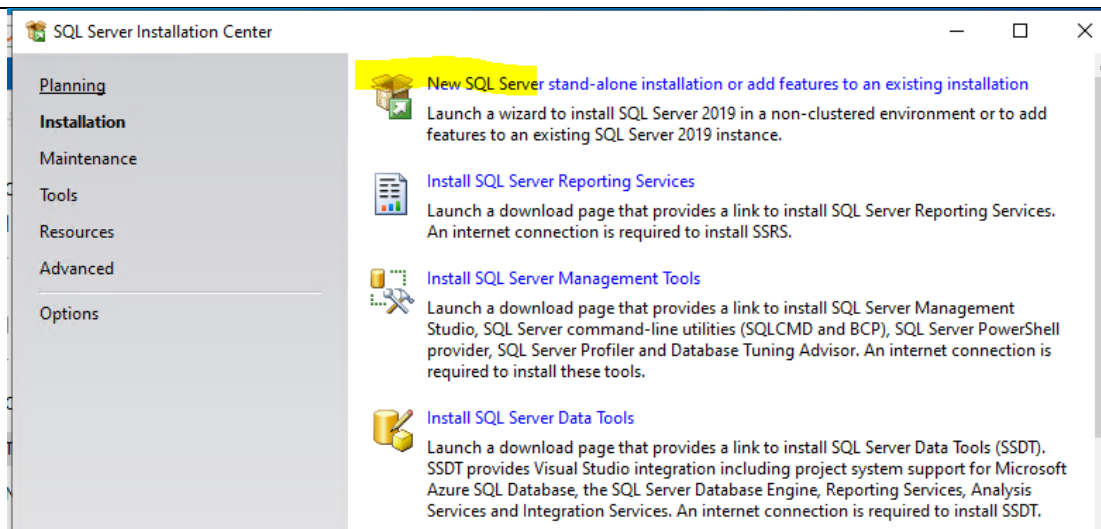 SQL Server Installation Center
Planning
Installation
Maintenance
Tools
Resources
Advanced
Options
New SQL Server stand-alone installation or add features to an existing installation
Launch a wizard to install SQL Server 2019 in a non-clustered environment or to add
features to an existing SQL Server 2019 instance.
Install SQL Server Reporting Services
Launch a download page that provides a link to install SQL Server Reporting Services.
An internet connection is required to install SSRS.
Install SQL Server Management Tools
Launch a download page that provides a link to install SQL Server Management
Studio, SQL Server command-line utilities (SQLCMD and BCP), SQL Server PowerShell
provider, SQL Server Profiler and Database Tuning Advisor. An internet connection is
required to install these tools.
Install SQL Server Data Tools
Launch a download page that provides a link to install SQL Server Data Tools (SSDT).
SSDT provides Visual Studio integration including project system support for Microsoft
Azure SQL Database, the SQL Server Database Engine, Reporting Services, Analysis
Services and Integration Services. An internet connection is required to install SSDT.